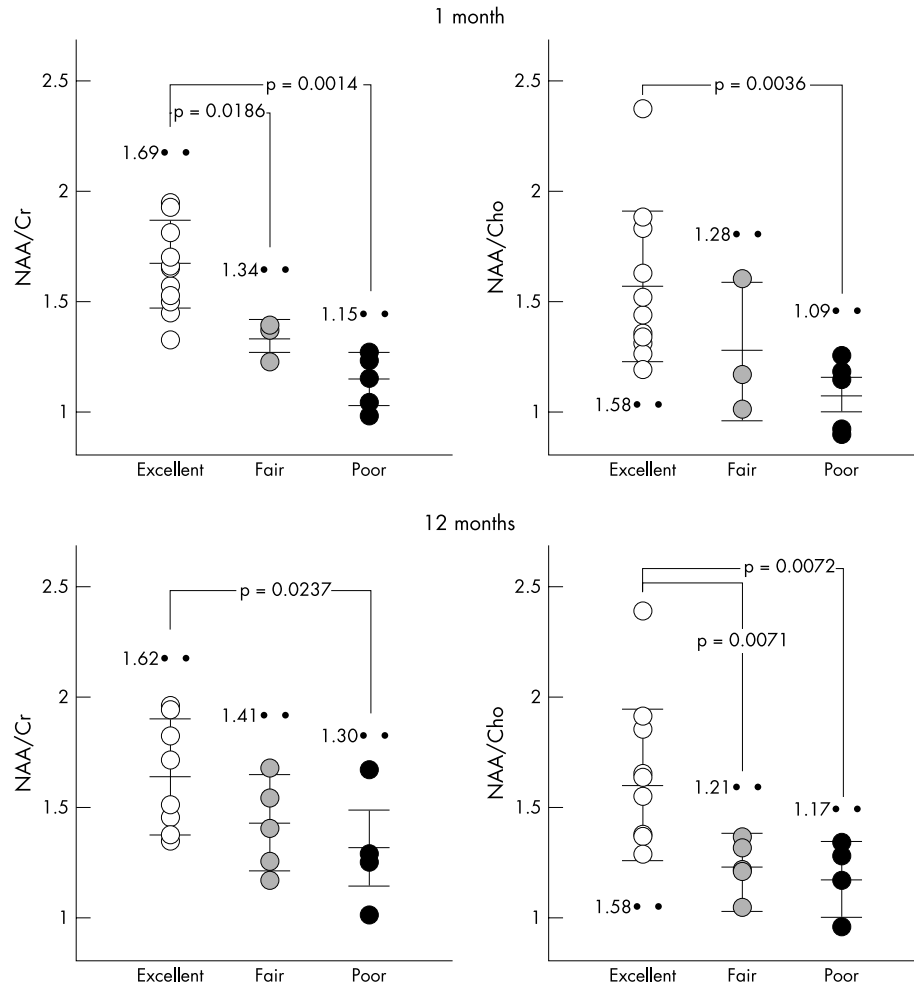 1 month
NAA/Cr
2.5
2
1.5
1
p = 0.0014
p = 0.0186
1.69
1.34
1.15
Excellent Fair Poor
NAA/Cho
2.5
2
1.5
1
p = 0.0036
1.28
1.09
1.58
Excellent Fair Poor
12 months
NAA/Cr
2.5
2
1.5
1
p = 0.0237
1.62
1.41
1.30
Excellent Fair Poor
NAA/Cho
2.5
2
1.5
1
p = 0.0072
p = 0.0071
1.21
1.17
1.58
Excellent Fair Poor